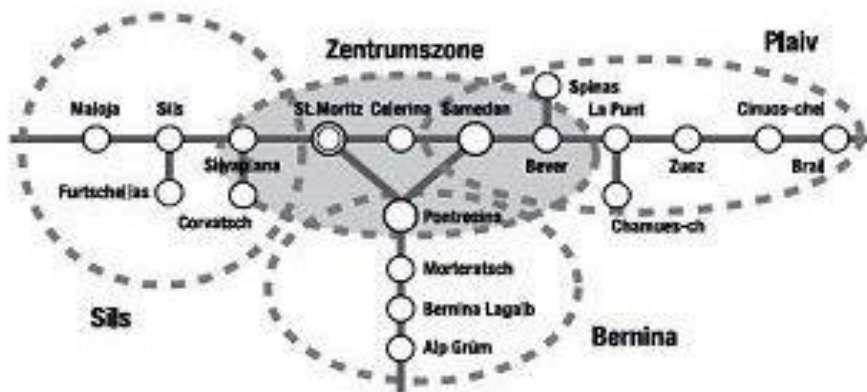 Zentrumszone
Plaiv
Spinas
Maloja
Sils
St. Moritz
Celerina
Samedan
La Punt
Cinuos-chel
Silvaplana
Bever
Zuoz
Brail
Furtschellas
Corvatsch
Pontresina
Chamues-ch
Morteratsch
Bernina Lagalb
Alp Grüm
Sils
Bernina